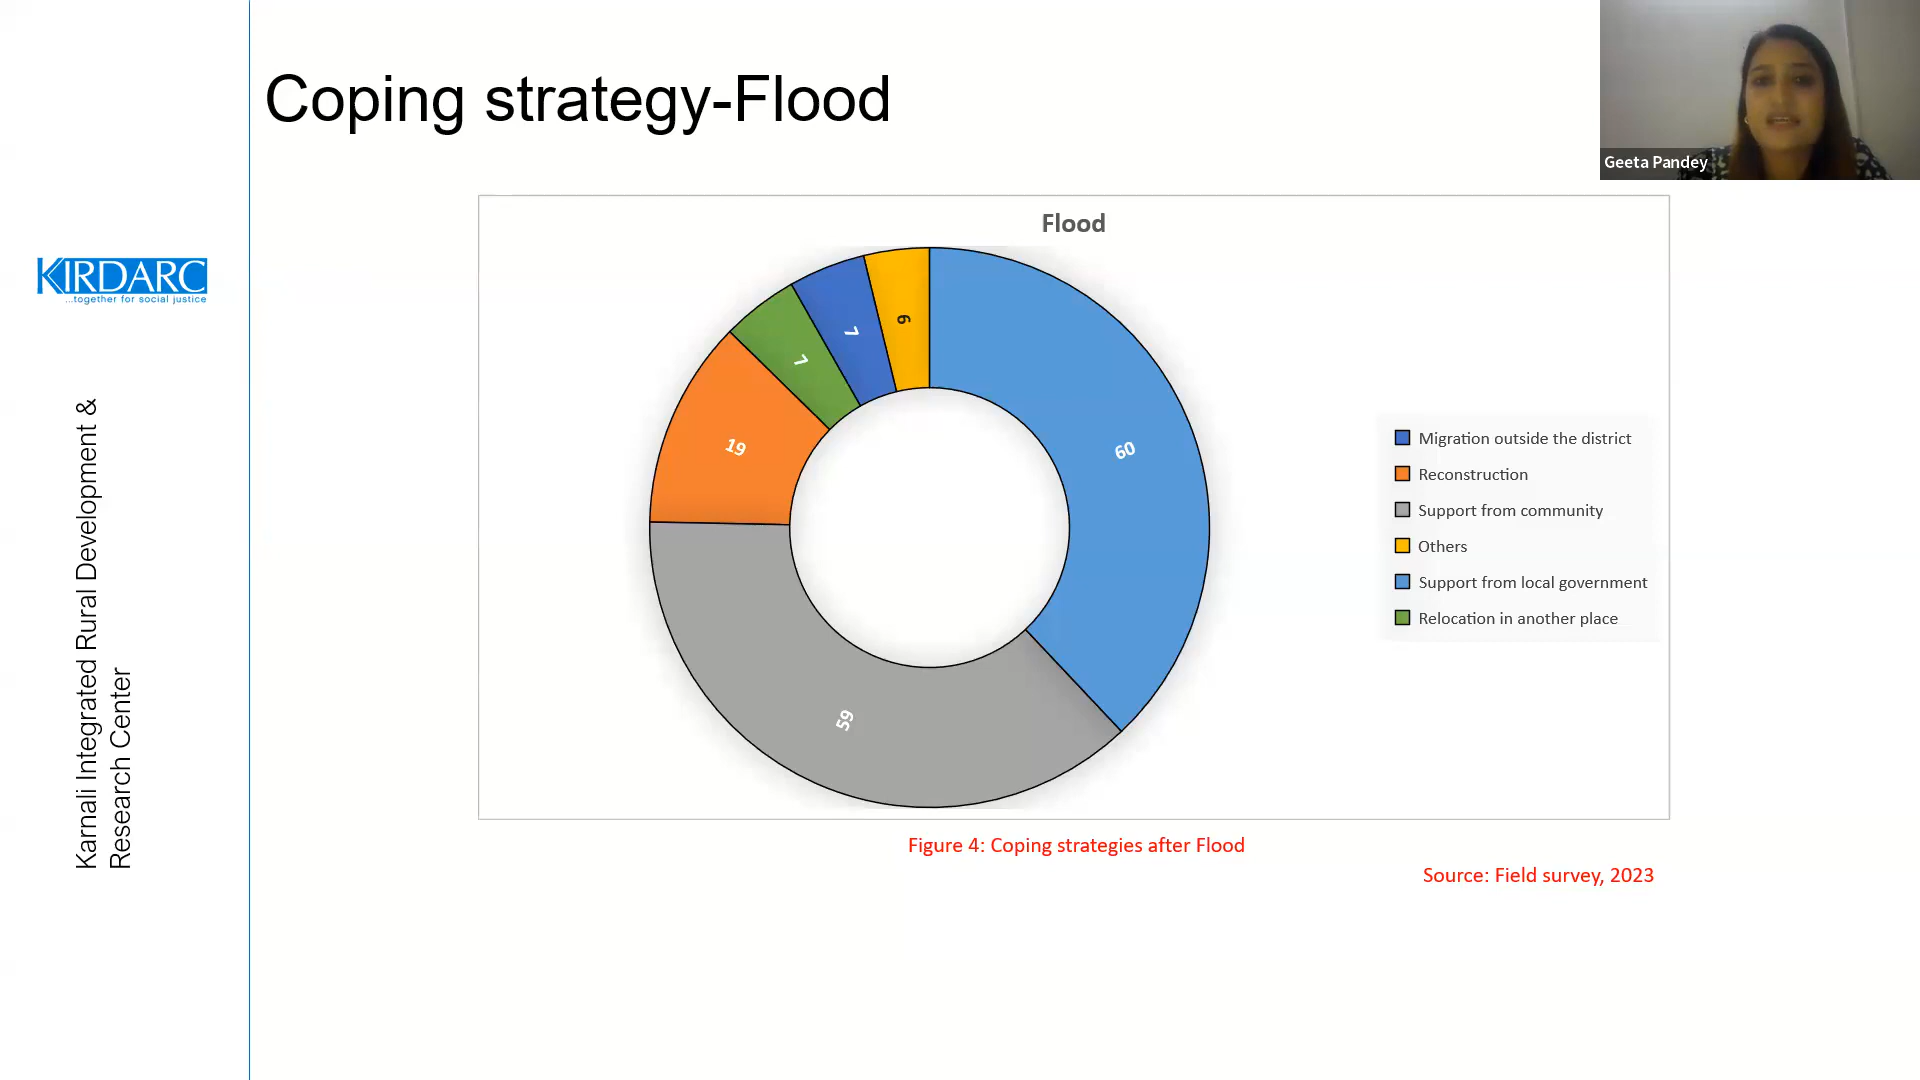 Coping strategy-Flood
Geeta Pandey
KIRDARC
...together for social justice
Karnali Integrated Rural Development &
Research Center
Flood
60
59
19
7
7
6
Migration outside the district
Reconstruction
Support from community
Others
Support from local government
Relocation in another place
Figure 4: Coping strategies after Flood
Source: Field survey, 2023